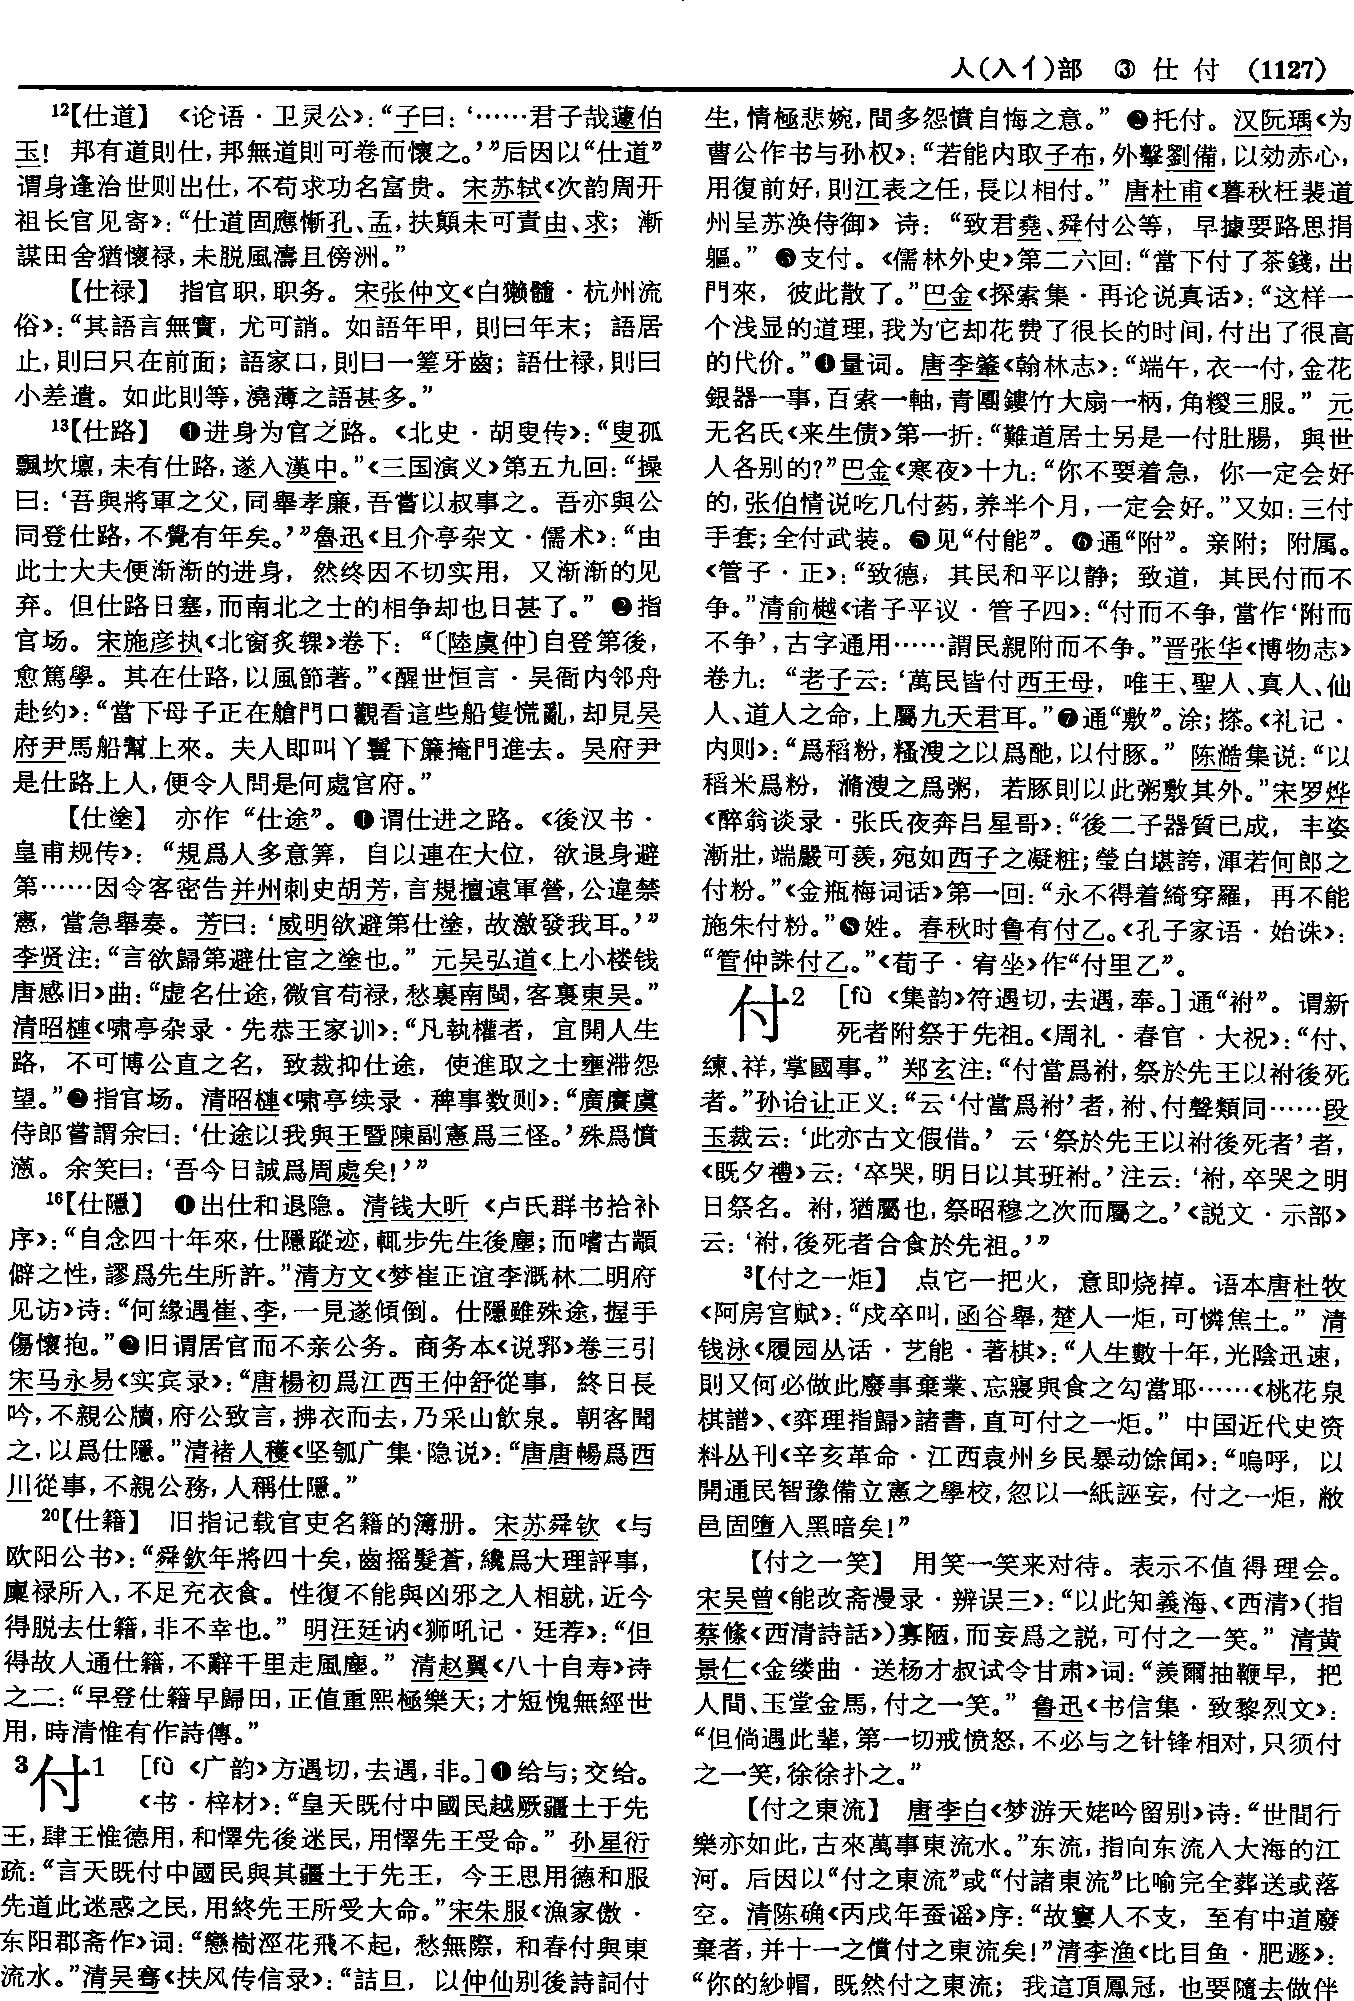 人(入亻)部 ③ 仕付 (1127)
12【仕道】 《论语·卫灵公》：“子曰：‘……君子哉蘧伯
玉！邦有道則仕，邦無道則可卷而懷之。’”后因以“仕道”
谓身逢治世则出仕，不苟求功名富贵。宋苏轼《次韵周开
祖长官见寄》：“仕道固應慚孔、孟，扶顛未可責由、求；漸
謀田舍猶懷禄，未脱風濤且傍洲。”
【仕禄】 指官职，职务。宋张仲文《白獭髓·杭州流
俗》：“其語言無實，尤可誚。如語年甲，則曰年末；語居
止，則曰只在前面；語家口，則曰一差牙齒；語仕禄，則曰
小差遣。如此則等，澆薄之語甚多。”
13【仕路】 ❶进身为官之路。《北史·胡叟传》：“叟孤
飄坎壈，未有仕路，遂入漢中。”《三国演义》第五九回：“操
曰：‘吾與將軍之父，同舉孝廉，吾嘗以叔事之。吾亦與公
同登仕路，不覺有年矣。’”魯迅《且介亭杂文·儒术》：“由
此士大夫便渐渐的进身，然终因不切实用，又渐渐的见
弃。但仕路日塞，而南北之士的相争却也日甚了。”❷指
官场。宋施彦执《北窗炙輠》卷下：“〔陸虞仲〕自登第後，
愈篤學。其在仕路，以風節著。”《醒世恒言·吴衙内邻舟
赴约》：“當下母子正在艙門口觀看這些船隻慌亂，却見吴
府尹馬船幫上來。夫人即叫丫鬟下簾掩門進去。吴府尹
是仕路上人，便令人問是何處官府。”
【仕塗】 亦作“仕途”。❶谓仕进之路。《後汉书·
皇甫规传》：“規爲人多意筭，自以連在大位，欲退身避
第……因令客密告并州刺史胡芳，言規擅遠軍營，公違禁
憲，當急舉奏。芳曰：‘威明欲避第仕塗，故激發我耳。’”
李贤注：“言欲歸第避仕宦之塗也。”元吴弘道《上小楼钱
唐感旧》曲：“虚名仕途，微官苟禄，愁裏南閩，客裏東吴。”
清昭槤《啸亭杂录·先恭王家训》：“凡執權者，宜開人生
路，不可博公直之名，致裁抑仕途，使進取之士壅滞怨
望。”❷指官场。清昭槤《啸亭续录·稗事数则》：“廣賡虞
侍郎嘗謂余曰：‘仕途以我與王暨陳副憲爲三怪。’殊爲憤
懣。余笑曰：‘吾今日誠爲周處矣！’”
16【仕隱】 ❶出仕和退隐。清钱大昕《卢氏群书拾补
序》：“自念四十年來，仕隱蹤迹，輒步先生後塵；而嗜古顓
僻之性，謬爲先生所許。”清方文《梦崔正谊李溉林二明府
见访》诗：“何緣遇崔、李，一見遂傾倒。仕隱雖殊途，握手
傷懷抱。”❷旧谓居官而不亲公务。商务本《说郛》卷三引
宋马永易《实宾录》：“唐楊初爲江西王仲舒從事，終日長
吟，不親公牘，府公致言，拂衣而去，乃采山飲泉。朝客聞
之，以爲仕隱。”清褚人穫《坚瓠广集·隐说》：“唐唐暢爲西
川從事，不親公務，人稱仕隱。”
20【仕籍】 旧指记载官吏名籍的簿册。宋苏舜钦《与
欧阳公书》：“舜欽年將四十矣，齒摇髮蒼，纔爲大理評事，
廪禄所入，不足充衣食。性復不能與凶邪之人相就，近今
得脱去仕籍，非不幸也。”明汪廷讷《狮吼记·廷荐》：“但
得故人通仕籍，不辭千里走風塵。”清赵翼《八十自寿》诗
之二：“早登仕籍早歸田，正值重熙極樂天；才短愧無經世
用，時清惟有作詩傳。”
3付1 [fù 《广韵》方遇切，去遇，非。]❶给与；交给。
《书·梓材》：“皇天既付中國民越厥疆土于先
王，肆王惟德用，和懌先後迷民，用懌先王受命。”孙星衍
疏：“言天既付中國民與其疆土于先王，今王思用德和服
先道此迷惑之民，用終先王所受大命。”宋朱服《漁家傲·
东阳郡斋作》词：“戀樹溼花飛不起，愁無際，和春付與東
流水。”清吴骞《扶风传信录》：“詰旦，以仲仙别後詩詞付
生，情極悲婉，間多怨憤自悔之意。”❷托付。汉阮瑀《为
曹公作书与孙权》：“若能内取子布，外擊劉備，以効赤心，
用復前好，則江表之任，長以相付。”唐杜甫《暮秋枉裴道
州呈苏涣侍御》诗：“致君堯、舜付公等，早據要路思捐
軀。”❸支付。《儒林外史》第二六回：“當下付了茶錢，出
門來，彼此散了。”巴金《探索集·再论说真话》：“这样一
个浅显的道理，我为它却花费了很长的时间，付出了很高
的代价。”❹量词。唐李肇《翰林志》：“端午，衣一付，金花
銀器一事，百索一軸，青團鏤竹大扇一柄，角糉三服。”元
无名氏《来生债》第一折：“難道居士另是一付肚腸，與世
人各别的？”巴金《寒夜》十九：“你不要着急，你一定会好
的，张伯情说吃几付药，养半个月，一定会好。”又如：三付
手套；全付武装。❺见“付能”。❻通“附”。亲附；附属。
《管子·正》：“致德，其民和平以静；致道，其民付而不
争。”清俞樾《诸子平议·管子四》：“付而不争，當作‘附而
不争’，古字通用……謂民親附而不争。”晋张华《博物志》
卷九：“老子云：‘萬民皆付西王母，唯王、聖人、真人、仙
人、道人之命，上屬九天君耳。”❼通“敷”。涂；搽。《礼记·
内则》：“爲稻粉，糔溲之以爲酏，以付豚。”陈澔集说：“以
稻米爲粉，滫溲之爲粥，若豚則以此粥敷其外。”宋罗烨
《醉翁谈录·张氏夜奔吕星哥》：“後二子器質已成，丰姿
漸壯，端嚴可羡，宛如西子之凝粧；瑩白堪誇，渾若何郎之
付粉。”《金瓶梅词话》第一回：“永不得着綺穿羅，再不能
施朱付粉。”❽姓。春秋时鲁有付乙。《孔子家语·始诛》：
“管仲誅付乙。”《荀子·宥坐》作“付里乙”。
付2 [fù 《集韵》符遇切，去遇，奉。]通“祔”。谓新
死者附祭于先祖。《周礼·春官·大祝》：“付、
練、祥，掌國事。”郑玄注：“付當爲祔，祭於先王以祔後死
者。”孙诒让正义：“云‘付當爲祔’者，祔、付聲類同……段
玉裁云：‘此亦古文假借。’云‘祭於先王以祔後死者’者，
《既夕禮》云：‘卒哭，明日以其班祔。’注云：‘祔，卒哭之明
日祭名。祔，猶屬也，祭昭穆之次而屬之。’《説文·示部》
云：‘祔，後死者合食於先祖。’”
3【付之一炬】 点它一把火，意即烧掉。语本唐杜牧
《阿房宫赋》：“戍卒叫，函谷舉，楚人一炬，可憐焦土。”清
钱泳《履园丛话·艺能·著棋》：“人生數十年，光陰迅速，
則又何必做此廢事棄業、忘寢與食之勾當耶……《桃花泉
棋譜》、《弈理指歸》諸書，直可付之一炬。”中国近代史资
料丛刊《辛亥革命·江西袁州乡民暴动馀闻》：“嗚呼，以
開通民智豫備立憲之學校，忽以一紙誣妄，付之一炬，敝
邑固墮入黑暗矣！”
【付之一笑】 用笑一笑来对待。表示不值得理会。
宋吴曾《能改斋漫录·辨误三》：“以此知義海、《西清》（指
蔡絛《西清詩話》）寡陋，而妄爲之説，可付之一笑。”清黄
景仁《金缕曲·送杨才叔试令甘肃》词：“羨爾抽鞭早，把
人間、玉堂金馬，付之一笑。”鲁迅《书信集·致黎烈文》：
“但倘遇此辈，第一切戒愤怒，不必与之针锋相对，只须付
之一笑，徐徐扑之。”
【付之東流】 唐李白《梦游天姥吟留别》诗：“世間行
樂亦如此，古來萬事東流水。”东流，指向东流入大海的江
河。后因以“付之東流”或“付諸東流”比喻完全葬送或落
空。清陈确《丙戌年蚕谣》序：“故窶人不支，至有中道廢
棄者，并十一之償付之東流矣！”清李渔《比目鱼·肥遯》：
“你的紗帽，既然付之東流；我這頂鳳冠，也要隨去做伴